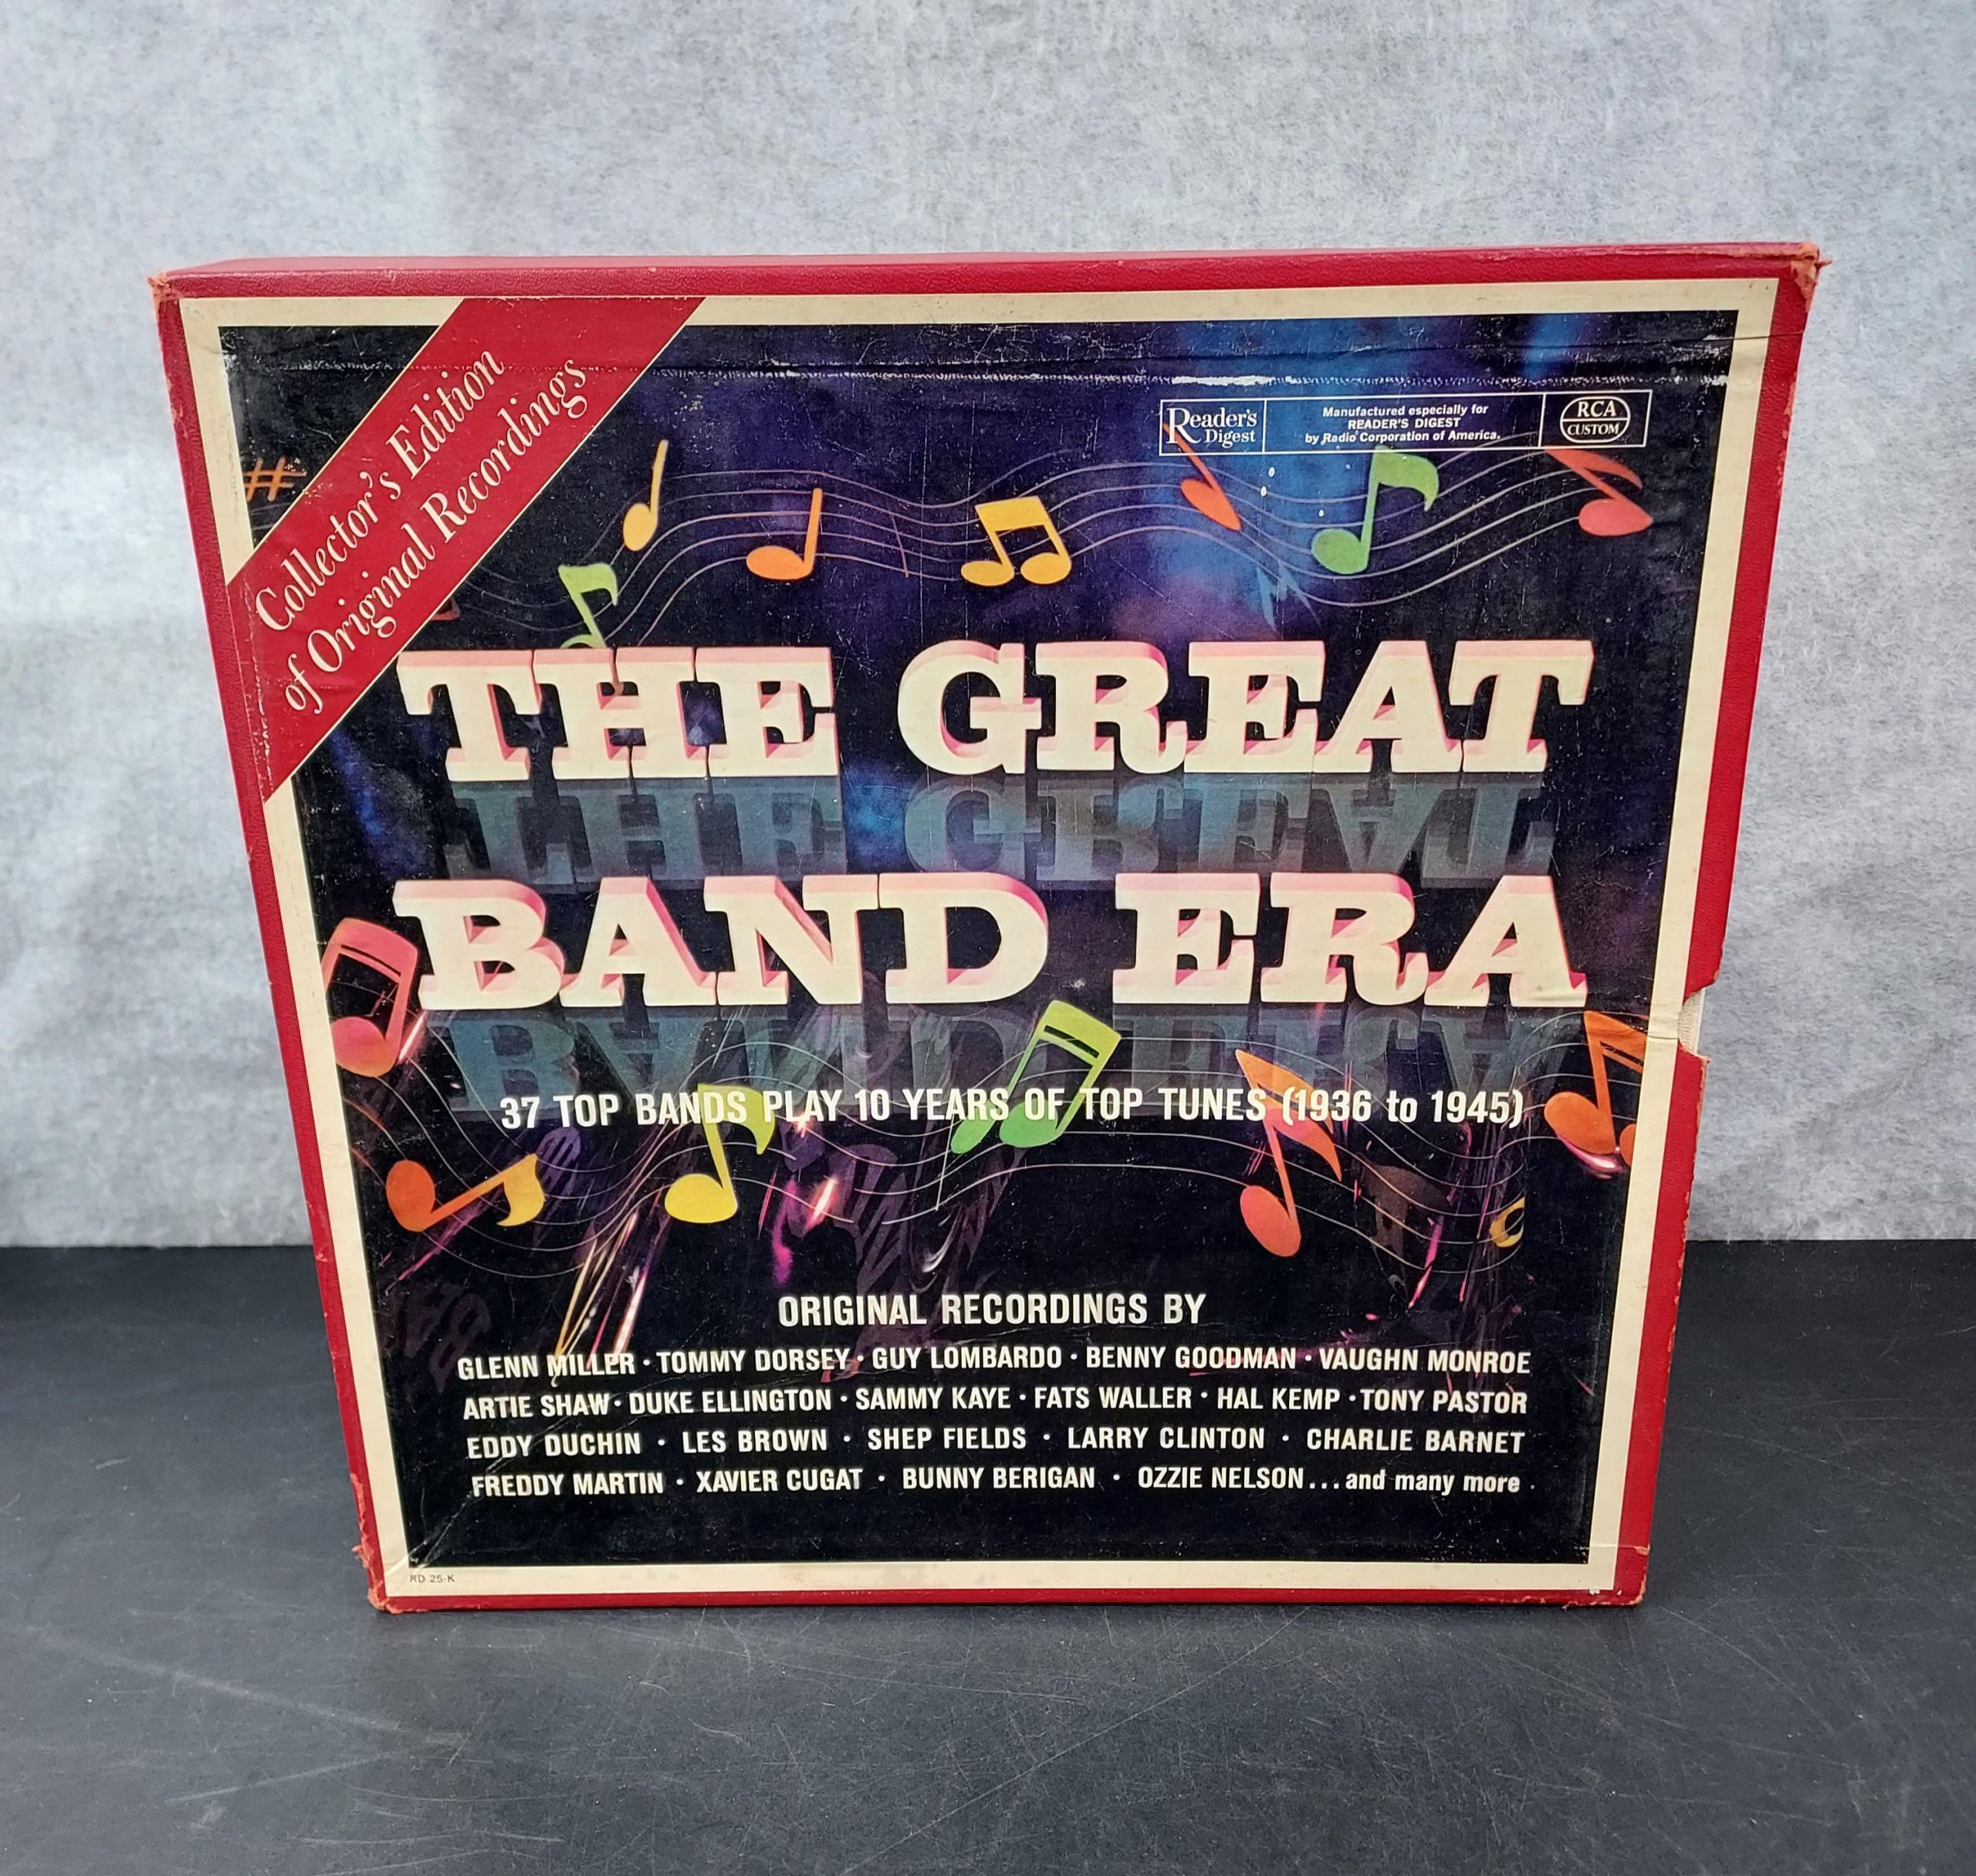 Collector's Edition
of Original Recordings
Reader's
Digest
Manufactured especially for
READER'S DIGEST
by Radio Corporation of America.
RCA
CUSTOM
THE GREAT
BAND ERA
37 TOP BANDS PLAY 10 YEARS OF TOP TUNES (1936 to 1945)
ORIGINAL RECORDINGS BY
GLENN MILLER · TOMMY DORSEY · GUY LOMBARDO · BENNY GOODMAN · VAUGHN MONROE
ARTIE SHAW · DUKE ELLINGTON · SAMMY KAYE · FATS WALLER · HAL KEMP · TONY PASTOR
EDDY DUCHIN · LES BROWN · SHEP FIELDS · LARRY CLINTON · CHARLIE BARNET
FREDDY MARTIN · XAVIER CUGAT · BUNNY BERIGAN · OZZIE NELSON...and many more
RD 25-K